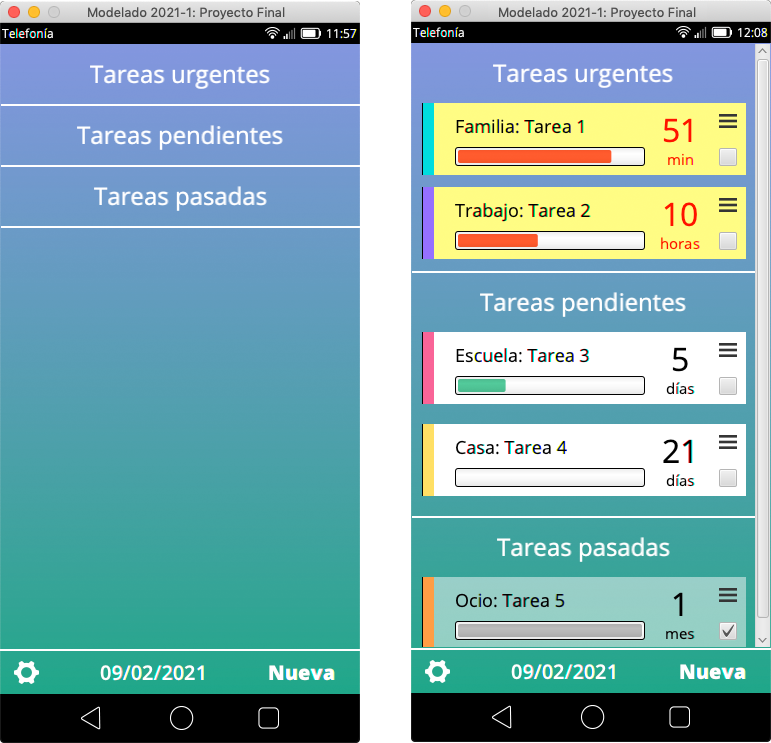 Modelado 2021-1: Proyecto Final
Telefonía 11:57
Tareas urgentes
Tareas pendientes
Tareas pasadas
09/02/2021 Nueva
Modelado 2021-1: Proyecto Final
Telefonía 12:08
Tareas urgentes
Familia: Tarea 1 51
min
Trabajo: Tarea 2 10
horas
Tareas pendientes
Escuela: Tarea 3 5
días
Casa: Tarea 4 21
días
Tareas pasadas
Ocio: Tarea 5 1
mes
09/02/2021 Nueva